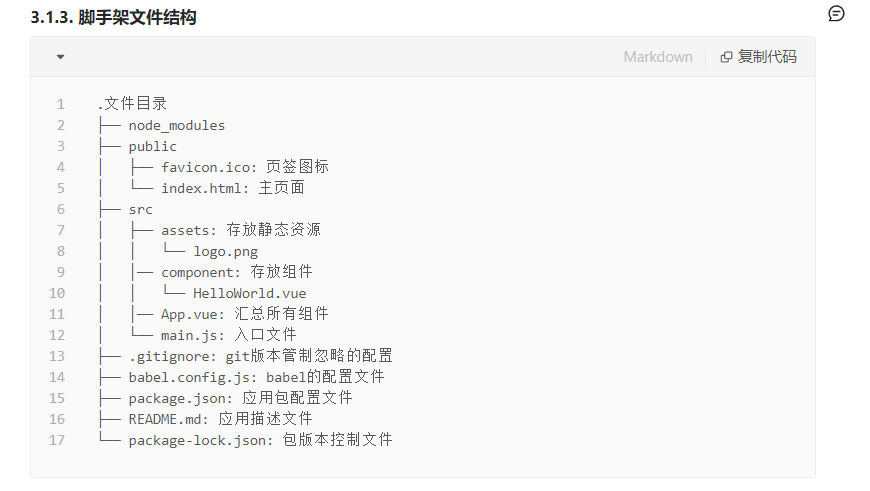 3.1.3. 脚手架文件结构
Markdown 复制代码
1 .文件目录
2 ├── node_modules
3 ├── public
4 │   ├── favicon.ico: 页签图标
5 │   └── index.html: 主页面
6 ├── src
7 │   ├── assets: 存放静态资源
8 │   │   └── logo.png
9 │   │── component: 存放组件
10 │   │   └── HelloWorld.vue
11 │   │── App.vue: 汇总所有组件
12 │   └── main.js: 入口文件
13 ├── .gitignore: git版本管制忽略的配置
14 ├── babel.config.js: babel的配置文件
15 ├── package.json: 应用包配置文件
16 ├── README.md: 应用描述文件
17 └── package-lock.json: 包版本控制文件